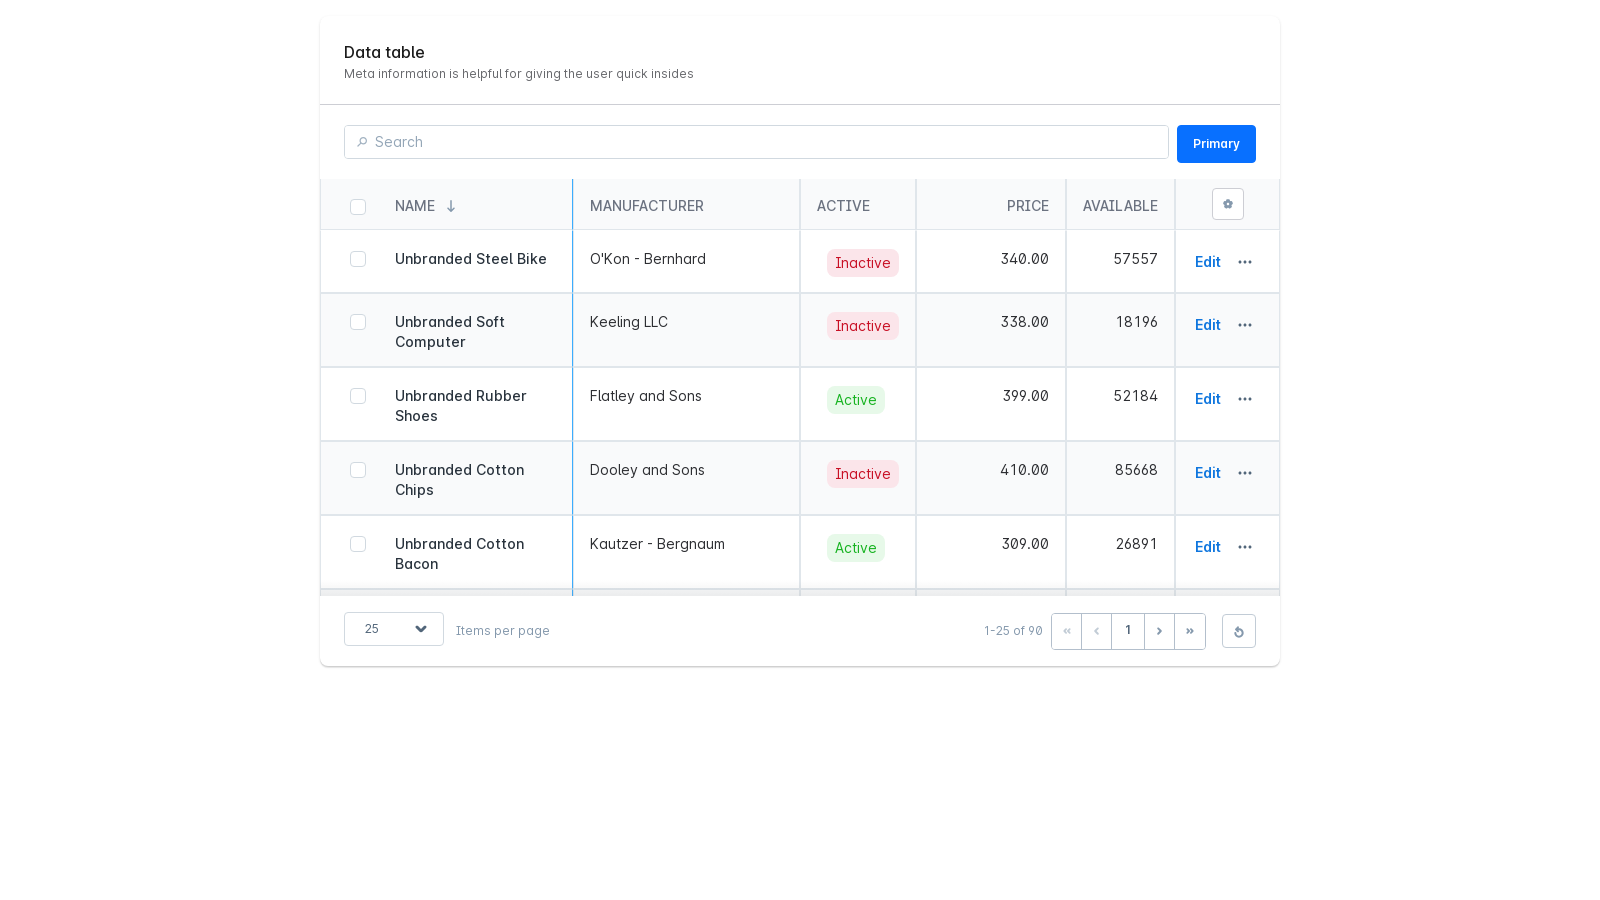 Data table
Meta information is helpful for giving the user quick insides
Search
Primary
NAME MANUFACTURER ACTIVE PRICE AVAILABLE
Unbranded Steel Bike O'Kon - Bernhard Inactive 340.00 57557 Edit
Unbranded Soft Computer Keeling LLC Inactive 338.00 18196 Edit
Unbranded Rubber Shoes Flatley and Sons Active 399.00 52184 Edit
Unbranded Cotton Chips Dooley and Sons Inactive 410.00 85668 Edit
Unbranded Cotton Bacon Kautzer - Bergnaum Active 309.00 26891 Edit
25 Items per page 1-25 of 90 « ‹ 1 › »